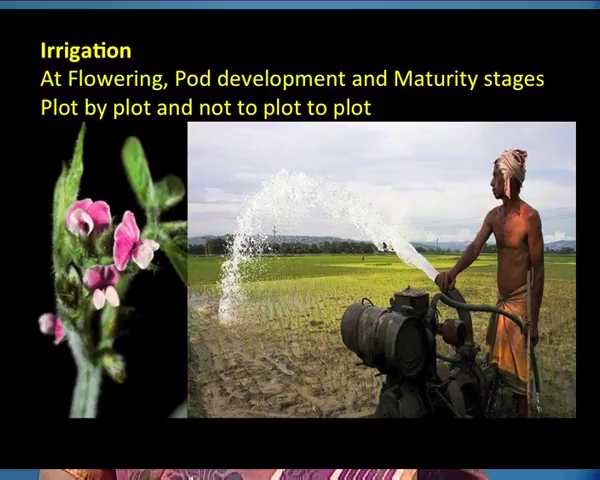 Irrigation
At Flowering, Pod development and Maturity stages
Plot by plot and not to plot to plot